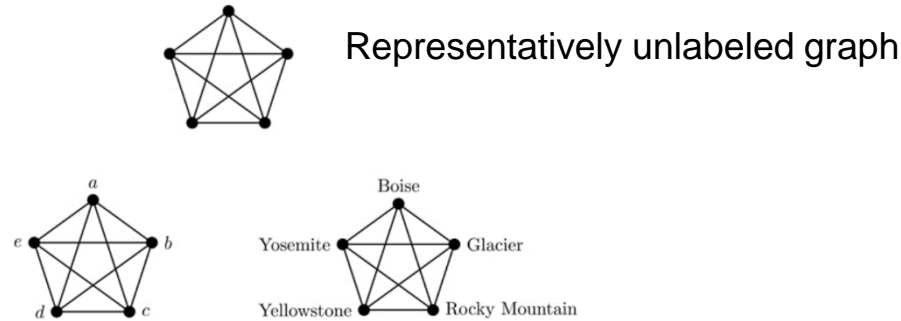 Representatively unlabeled graph
a
e
b
d
c
Boise
Yosemite
Glacier
Yellowstone
Rocky Mountain